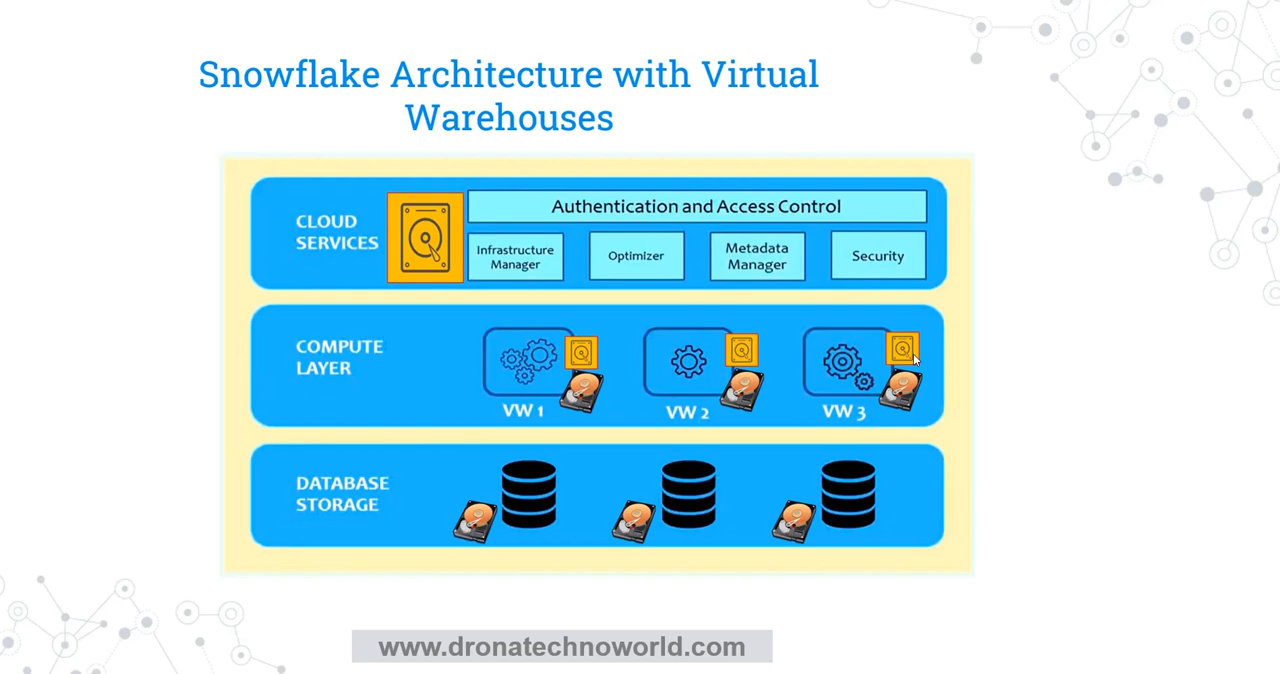 Snowflake Architecture with Virtual
Warehouses
CLOUD
SERVICES
Authentication and Access Control
Infrastructure
Manager
Optimizer
Metadata
Manager
Security
COMPUTE
LAYER
VW 1
VW 2
VW 3
DATABASE
STORAGE
www.dronatechnoworld.com